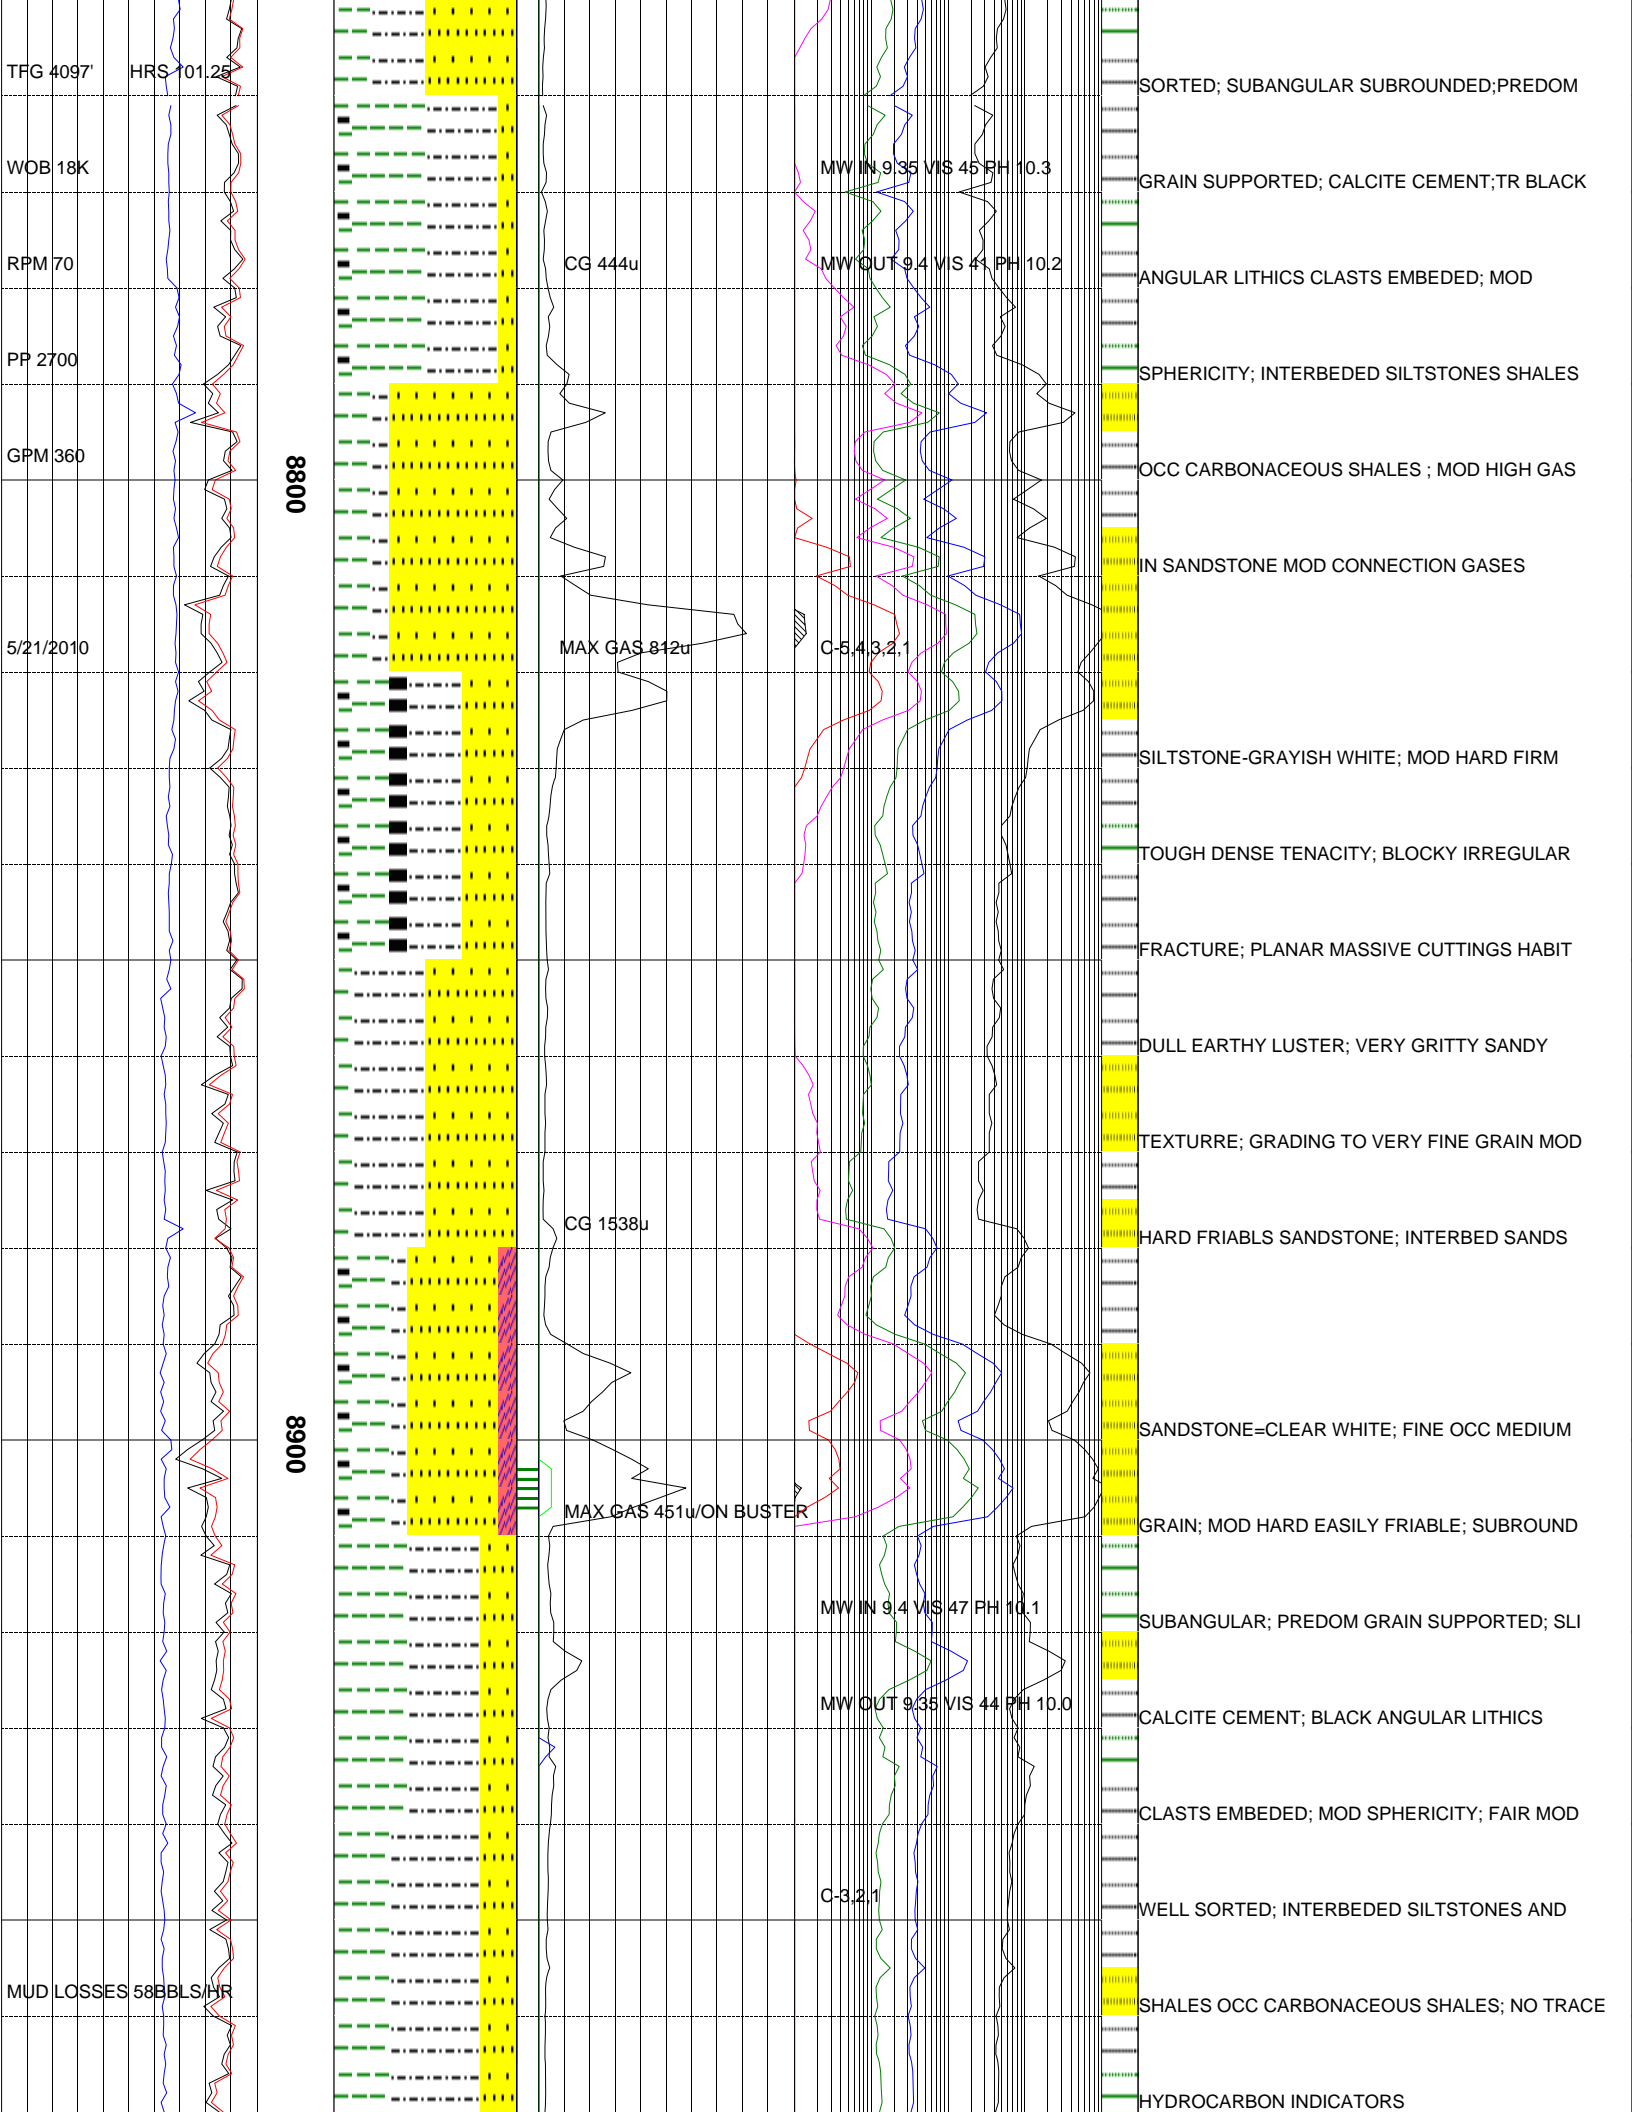 TFG 4097' HRS 101.25
SORTED; SUBANGULAR SUBROUNDED;PREDOM
WOB 18K
MW IN 9.35 VIS 45 PH 10.3
GRAIN SUPPORTED; CALCITE CEMENT;TR BLACK
RPM 70
CG 444u
MW OUT 9.4 VIS 41 PH 10.2
ANGULAR LITHICS CLASTS EMBEDED; MOD
PP 2700
SPHERICITY; INTERBEDED SILTSTONES SHALES
GPM 360
8800
OCC CARBONACEOUS SHALES ; MOD HIGH GAS
IN SANDSTONE MOD CONNECTION GASES
5/21/2010
MAX GAS 812u
C-5,4,3,2,1
SILTSTONE-GRAYISH WHITE; MOD HARD FIRM
TOUGH DENSE TENACITY; BLOCKY IRREGULAR
FRACTURE; PLANAR MASSIVE CUTTINGS HABIT
DULL EARTHY LUSTER; VERY GRITTY SANDY
TEXTURRE; GRADING TO VERY FINE GRAIN MOD
CG 1538u
HARD FRIABLS SANDSTONE; INTERBED SANDS
8900
SANDSTONE=CLEAR WHITE; FINE OCC MEDIUM
MAX GAS 451u/ON BUSTER
GRAIN; MOD HARD EASILY FRIABLE; SUBROUND
MW IN 9.4 VIS 47 PH 10.1
SUBANGULAR; PREDOM GRAIN SUPPORTED; SLI
MW OUT 9.35 VIS 44 PH 10.0
CALCITE CEMENT; BLACK ANGULAR LITHICS
CLASTS EMBEDED; MOD SPHERICITY; FAIR MOD
C-3,2,1
WELL SORTED; INTERBEDED SILTSTONES AND
MUD LOSSES 58BBLS/HR
SHALES OCC CARBONACEOUS SHALES; NO TRACE
HYDROCARBON INDICATORS